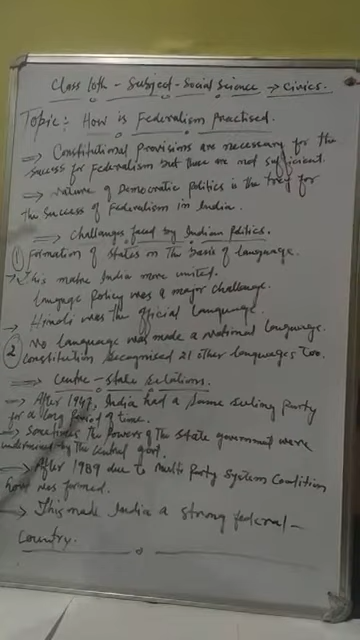 Class 10th - Subject - Social Science → Civics.
Topic: How is Federalism Practised.
⇒ Constitutional Provisions are necessary for the
success for Federalism but these are not sufficient.
→ Nature of Democratic Politics is the
the success of Federalism in India.
⇒ Challanges faced by Indian Politics.
① Formation of States on the basis of language.
→ This make India more united.
Language Policy was a major challenge.
→ Hindi was the official Language.
No language was made a National language.
② Constitution recognised 21 other languages Too.
⇒ Centre - State relations.
→ After 1947, India had a Same ruling Party
for a long Period of time.
→ Sometimes the Powers of the State government were
undermined by the Central govt.
→ After 1989 due to Multi Party System Coalition
Govt was formed.
→ This made India a strong federal -
Country.